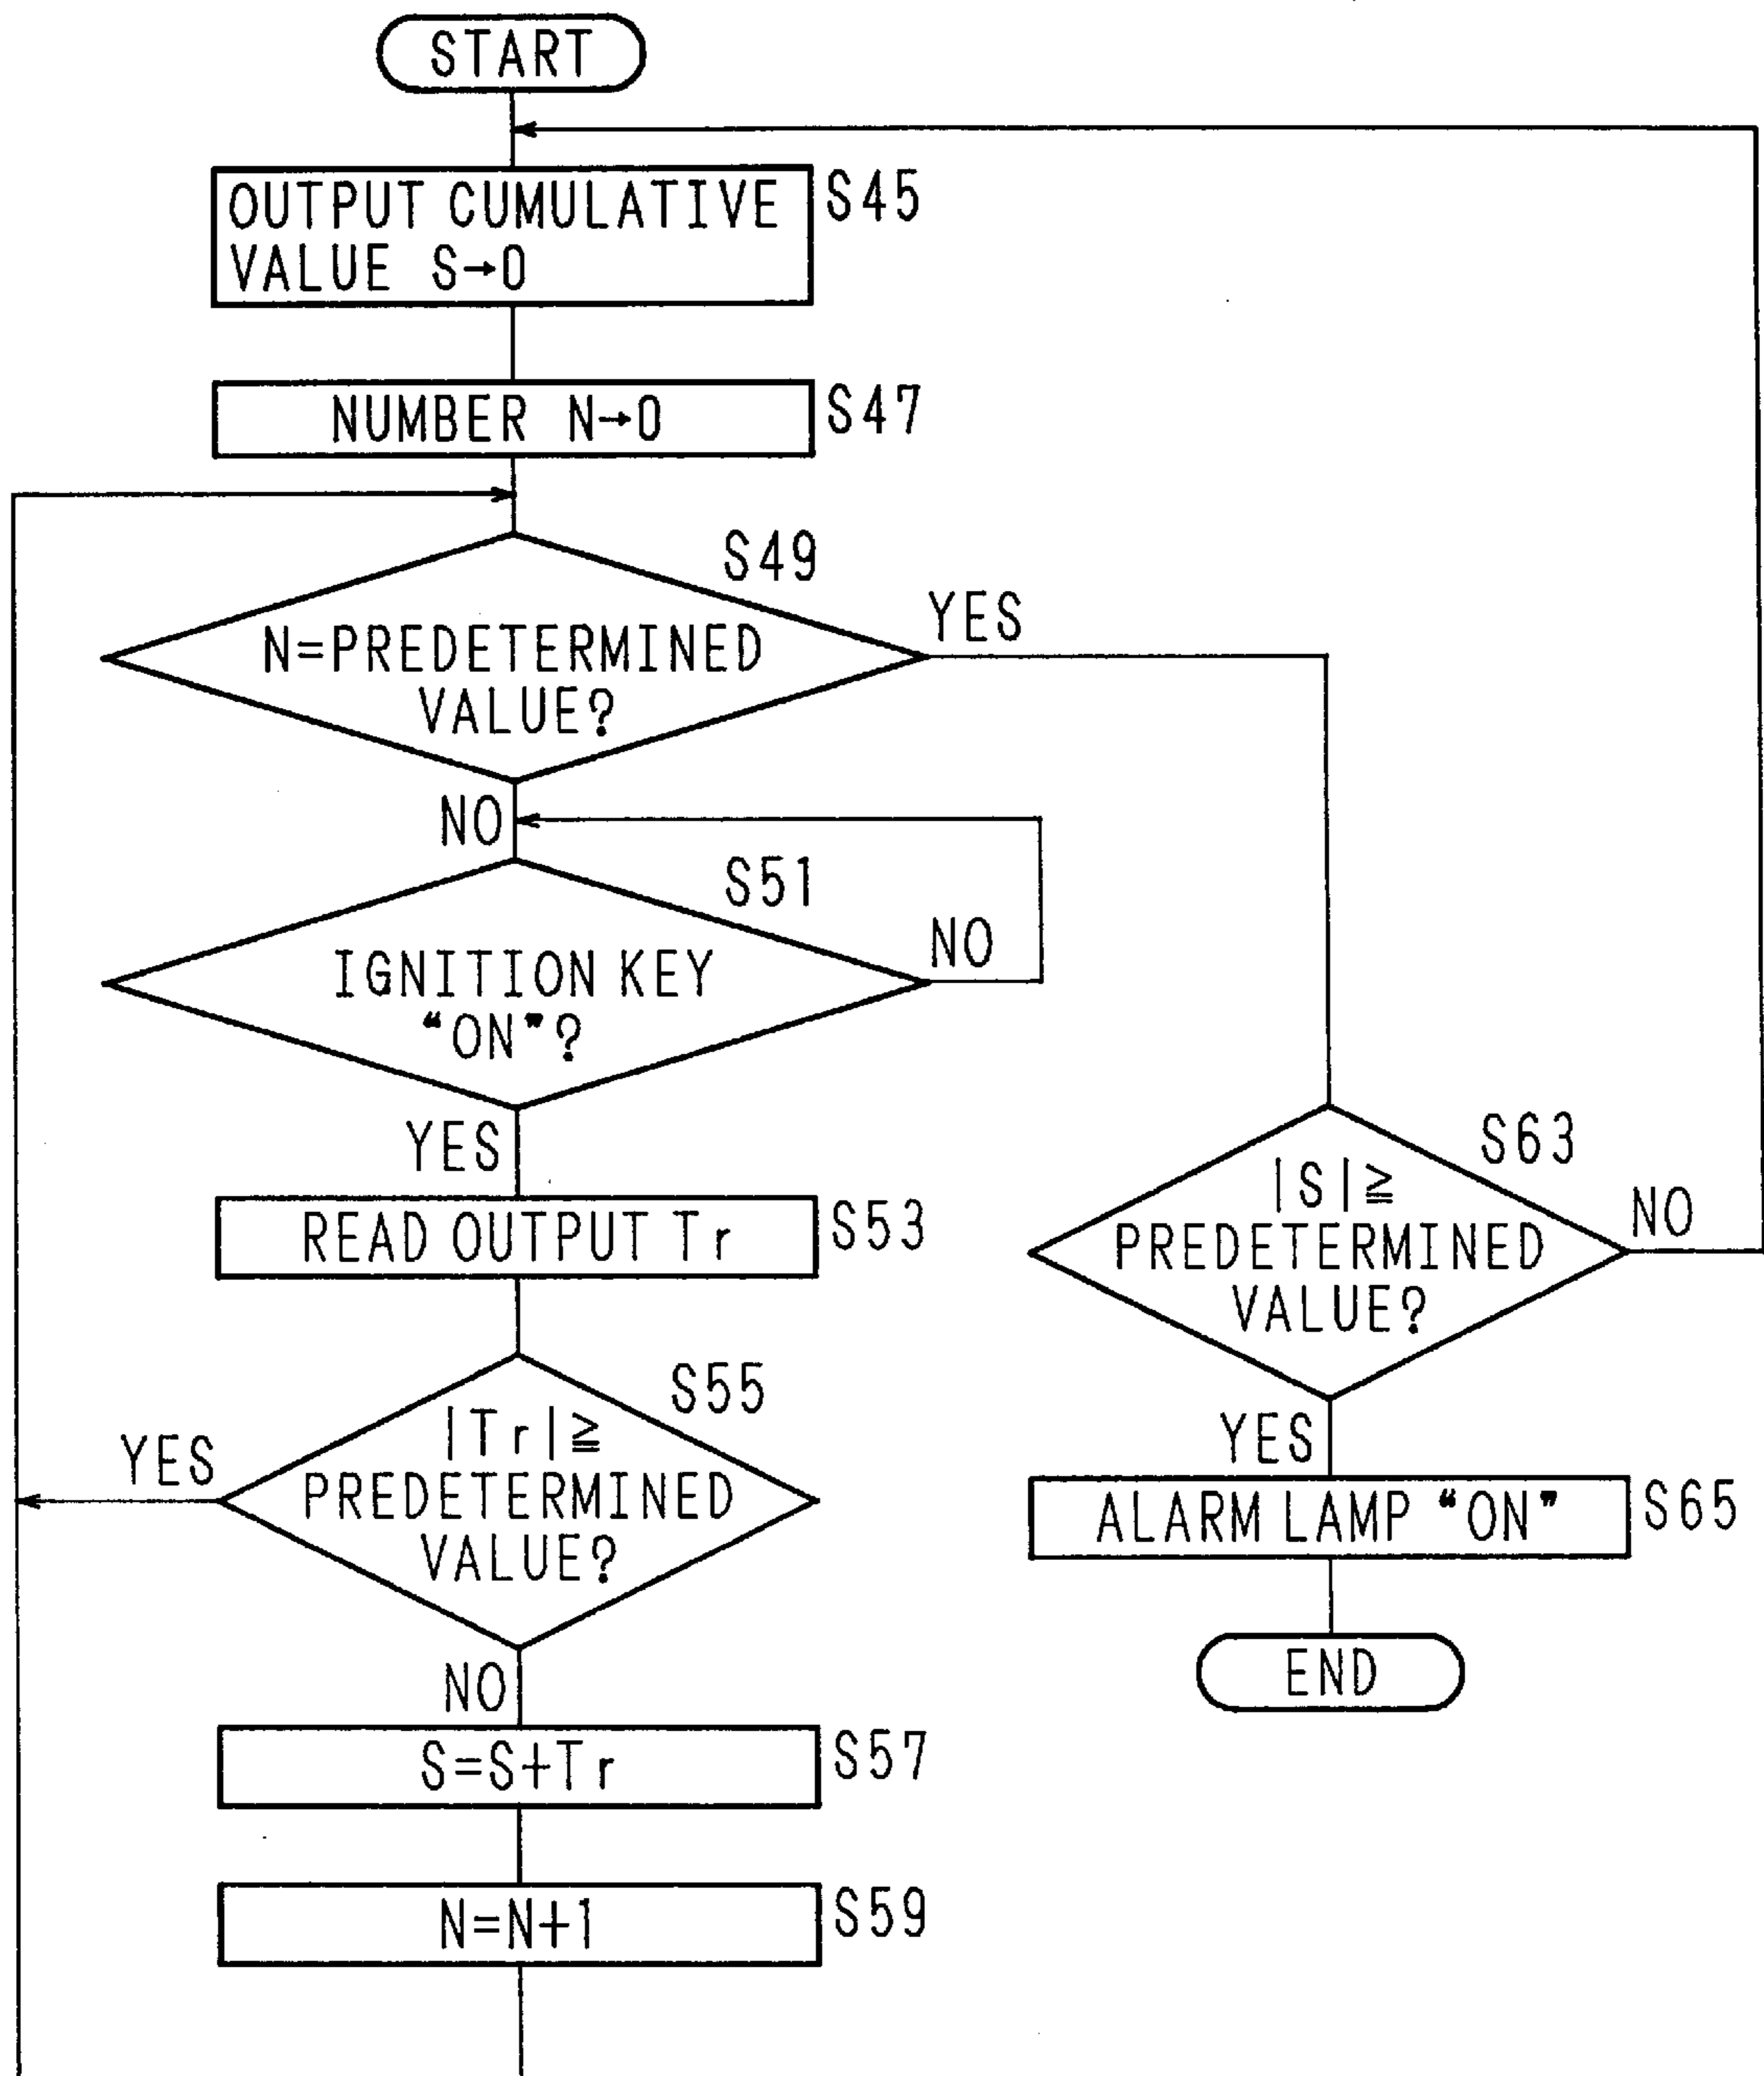 START
OUTPUT CUMULATIVE
VALUE S→0
S45
NUMBER N→0
S47
S49
N=PREDETERMINED
VALUE?
YES
NO
S51
IGNITION KEY
"ON"?
NO
YES
READ OUTPUT Tr
S53
S55
|Tr|≧
PREDETERMINED
VALUE?
YES
NO
S=S+Tr
S57
N=N+1
S59
S63
|S|≧
PREDETERMINED
VALUE?
NO
YES
ALARM LAMP "ON"
S65
END